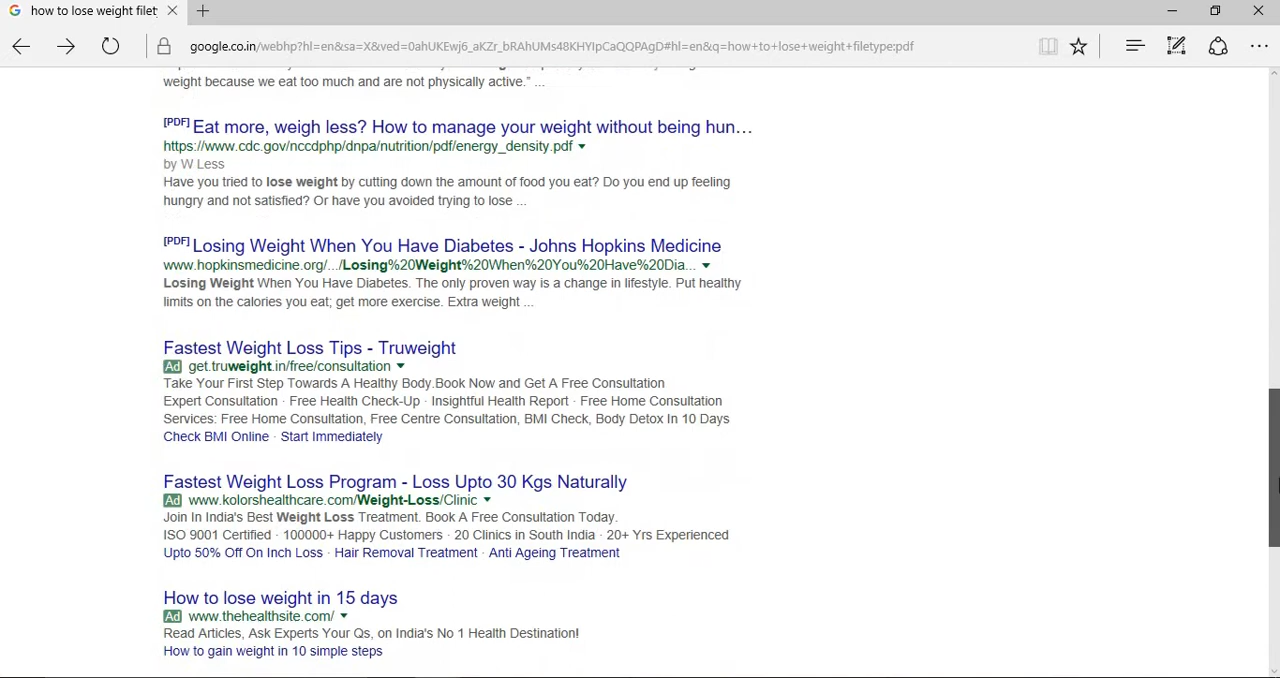 how to lose weight filet
google.co.in/webhp?hl=en&sa=X&ved=0ahUKEwj6_aKZr_bRAhUMs48KHYIpCaQQPAgD#hl=en&q=how+to+lose+weight+filetype:pdf
weight because we eat too much and are not physically active.” ...
[PDF] Eat more, weigh less? How to manage your weight without being hun…
https://www.cdc.gov/nccdphp/dnpa/nutrition/pdf/energy_density.pdf
by W Less
Have you tried to lose weight by cutting down the amount of food you eat? Do you end up feeling
hungry and not satisfied? Or have you avoided trying to lose ...
[PDF] Losing Weight When You Have Diabetes - Johns Hopkins Medicine
www.hopkinsmedicine.org/.../Losing%20Weight%20When%20You%20Have%20Dia...
Losing Weight When You Have Diabetes. The only proven way is a change in lifestyle. Put healthy
limits on the calories you eat; get more exercise. Extra weight ...
Fastest Weight Loss Tips - Truweight
Ad get.truweight.in/free/consultation
Take Your First Step Towards A Healthy Body.Book Now and Get A Free Consultation
Expert Consultation · Free Health Check-Up · Insightful Health Report · Free Home Consultation
Services: Free Home Consultation, Free Centre Consultation, BMI Check, Body Detox In 10 Days
Check BMI Online · Start Immediately
Fastest Weight Loss Program - Loss Upto 30 Kgs Naturally
Ad www.kolorshealthcare.com/Weight-Loss/Clinic
Join In India's Best Weight Loss Treatment. Book A Free Consultation Today.
ISO 9001 Certified · 100000+ Happy Customers · 20 Clinics in South India · 20+ Yrs Experienced
Upto 50% Off On Inch Loss · Hair Removal Treatment · Anti Ageing Treatment
How to lose weight in 15 days
Ad www.thehealthsite.com/
Read Articles, Ask Experts Your Qs, on India's No 1 Health Destination!
How to gain weight in 10 simple steps